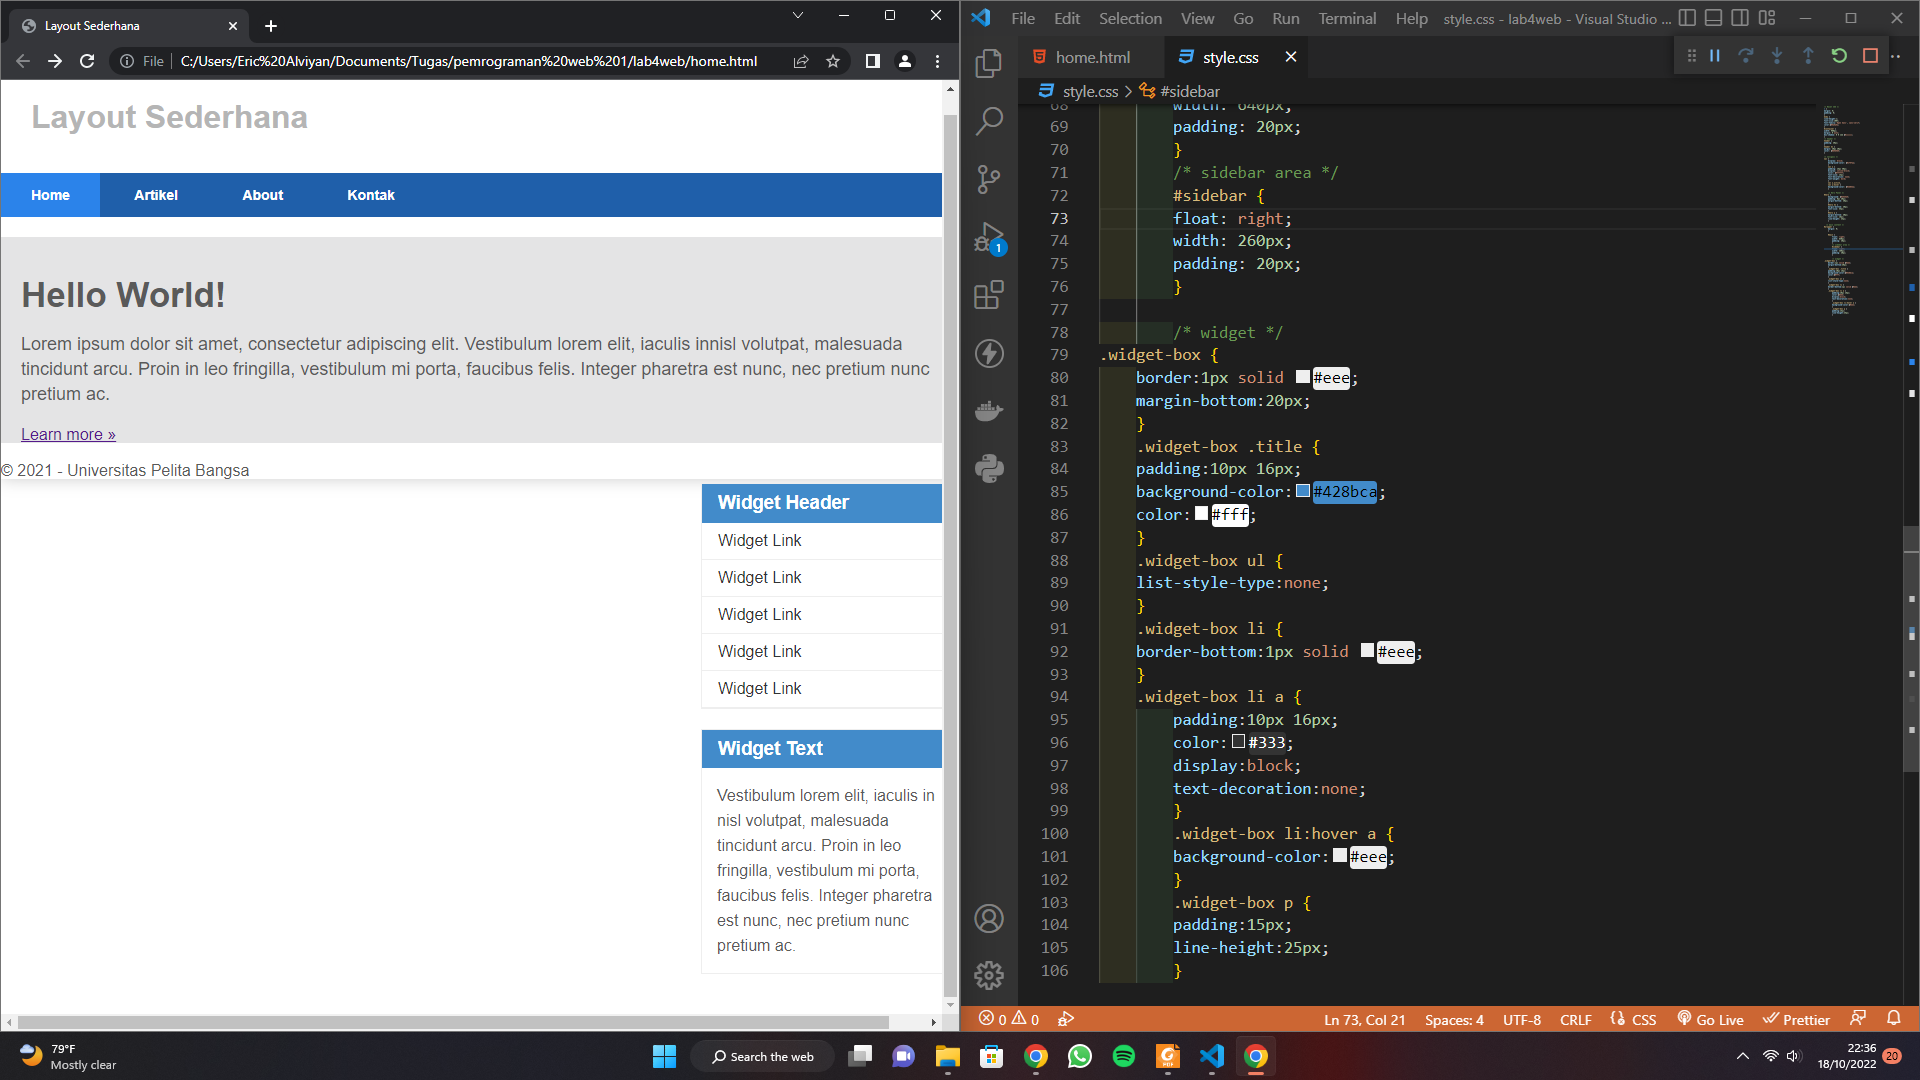 Layout Sederhana
File
C:/Users/Eric%20Alviyan/Documents/Tugas/pemrograman%20web%201/lab4web/home.html
Layout Sederhana
Home Artikel About Kontak
Hello World!
Lorem ipsum dolor sit amet, consectetur adipiscing elit. Vestibulum lorem elit, iaculis innisl volutpat, malesuada
tincidunt arcu. Proin in leo fringilla, vestibulum mi porta, faucibus felis. Integer pharetra est nunc, nec pretium nunc
pretium ac.
Learn more »
© 2021 - Universitas Pelita Bangsa
Widget Header
Widget Link
Widget Link
Widget Link
Widget Link
Widget Link
Widget Text
Vestibulum lorem elit, iaculis in
nisl volutpat, malesuada
tincidunt arcu. Proin in leo
fringilla, vestibulum mi porta,
faucibus felis. Integer pharetra
est nunc, nec pretium nunc
pretium ac.
File Edit Selection View Go Run Terminal Help style.css - lab4web - Visual Studio ...
home.html style.css
style.css > #sidebar
1
68 width: 640px;
69 padding: 20px;
70 }
71 /* sidebar area */
72 #sidebar {
73 float: right;
74 width: 260px;
75 padding: 20px;
76 }
77
78 /* widget */
79 .widget-box {
80 border:1px solid #eee;
81 margin-bottom:20px;
82 }
83 .widget-box .title {
84 padding:10px 16px;
85 background-color:#428bca;
86 color:#fff;
87 }
88 .widget-box ul {
89 list-style-type:none;
90 }
91 .widget-box li {
92 border-bottom:1px solid #eee;
93 }
94 .widget-box li a {
95 padding:10px 16px;
96 color:#333;
97 display:block;
98 text-decoration:none;
99 }
100 .widget-box li:hover a {
101 background-color:#eee;
102 }
103 .widget-box p {
104 padding:15px;
105 line-height:25px;
106 }
0 0 Ln 73, Col 21 Spaces: 4 UTF-8 CRLF CSS Go Live Prettier
79°F
Mostly clear
Search the web
22:36
18/10/2022
20